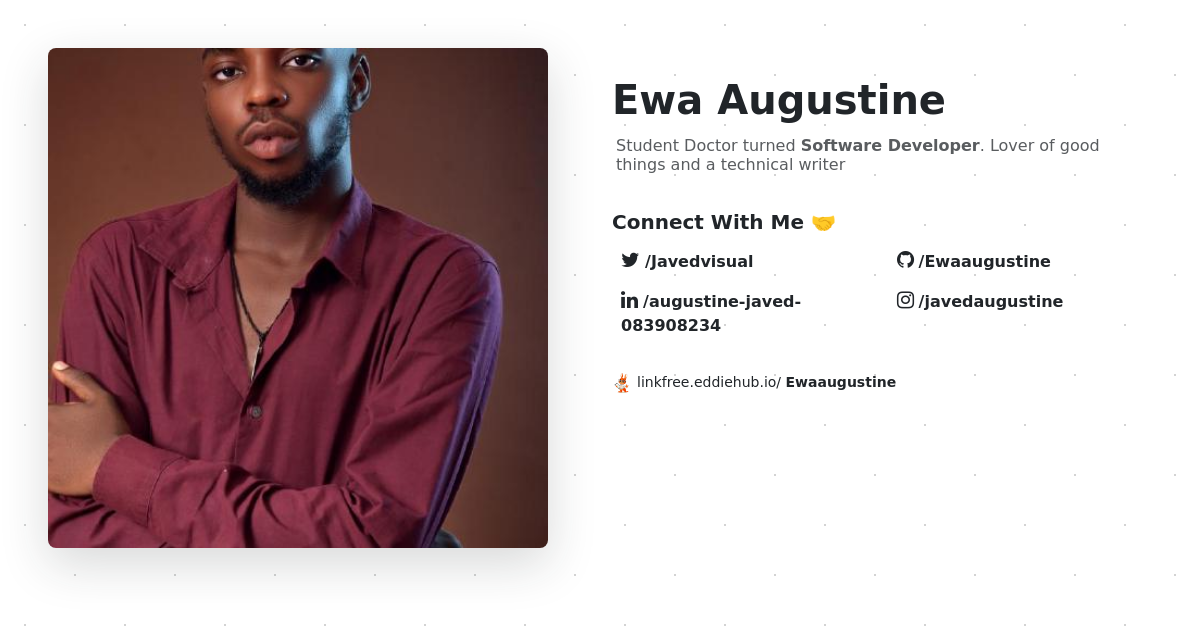 Ewa Augustine
Student Doctor turned Software Developer. Lover of good
things and a technical writer
Connect With Me 🤝
/Javedvisual
/Ewaaugustine
/augustine-javed-
083908234
/javedaugustine
linkfree.eddiehub.io/ Ewaaugustine